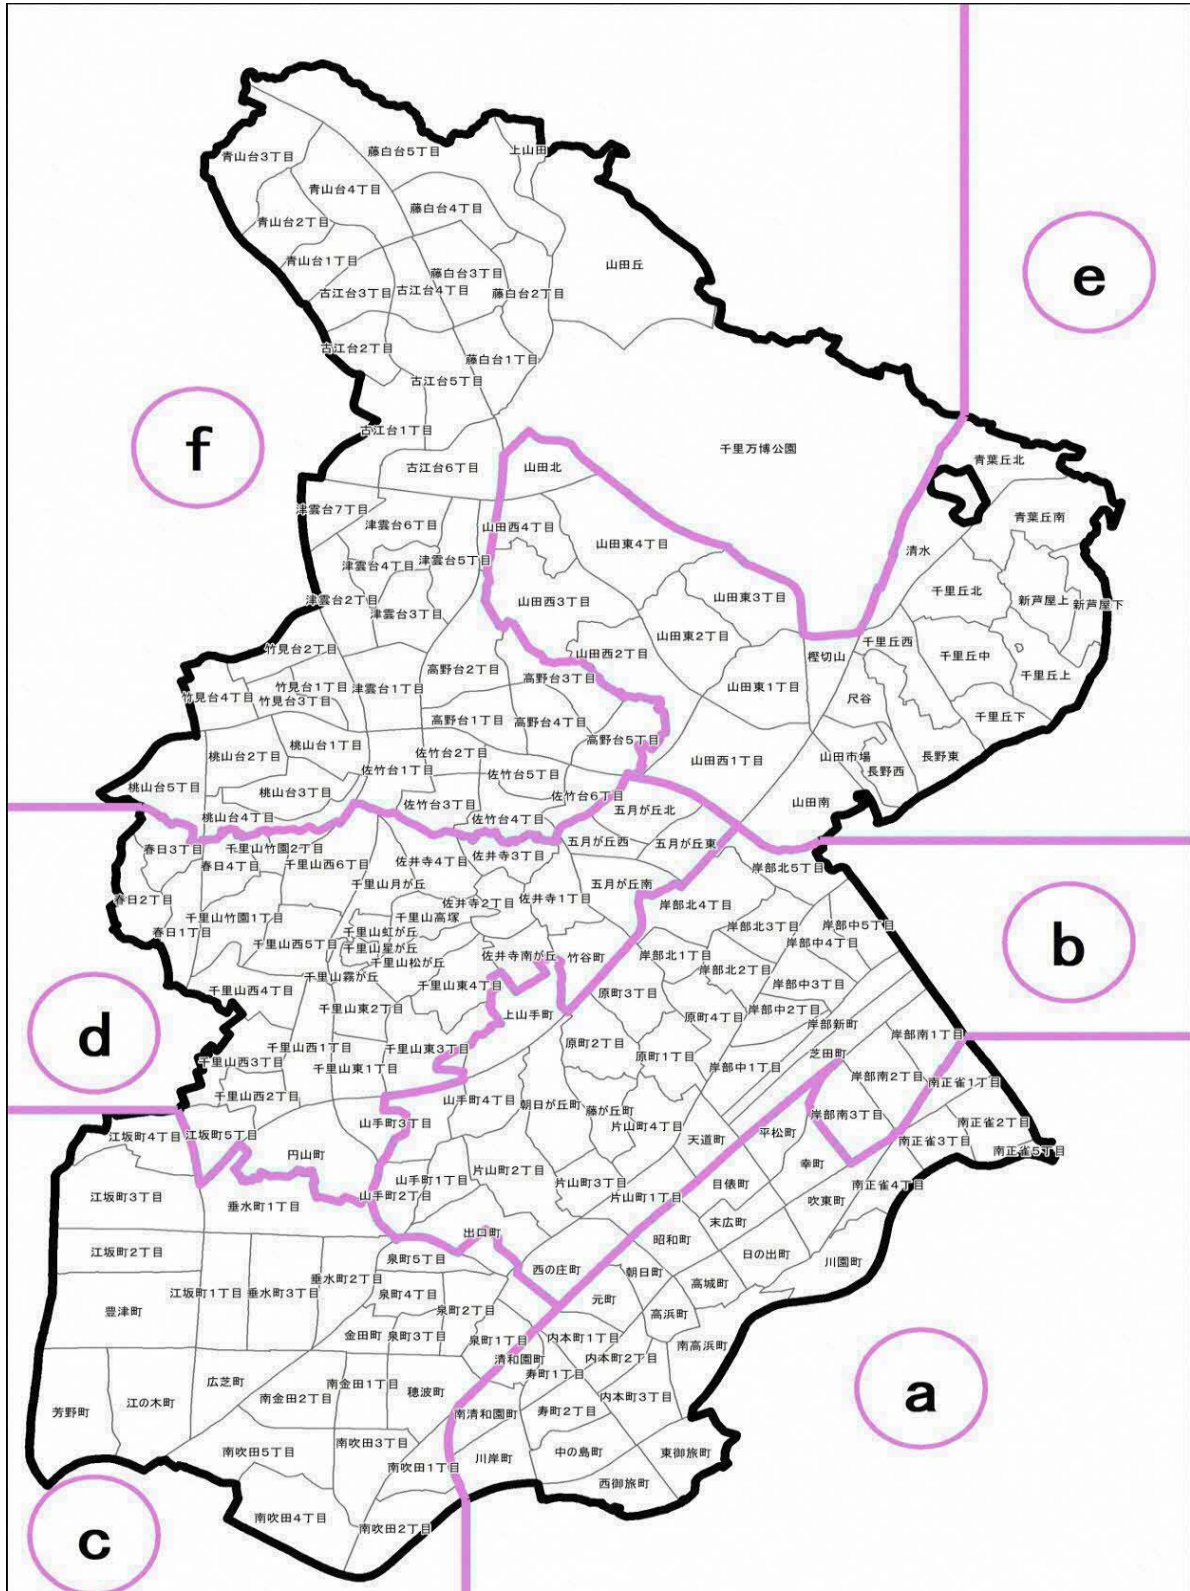 青山台3丁目
藤白台5丁目
上山田
青山台4丁目
藤白台4丁目
青山台2丁目
青山台1丁目
藤白台3丁目
山田丘
e
古江台3丁目
古江台4丁目
藤白台2丁目
古江台2丁目
藤白台1丁目
古江台5丁目
f
古江台1丁目
千里万博公園
古江台6丁目
山田北
青葉丘北
津雲台7丁目
津雲台6丁目
山田西4丁目
山田東4丁目
青葉丘南
津雲台4丁目
津雲台5丁目
清水
津雲台2丁目
津雲台3丁目
山田西3丁目
山田東3丁目
千里丘北
新芦屋上
新芦屋下
竹見台2丁目
山田西2丁目
山田東2丁目
樫切山
千里丘西
千里丘中
竹見台4丁目
竹見台1丁目
竹見台3丁目
津雲台1丁目
高野台2丁目
高野台3丁目
山田東1丁目
尺谷
千里丘上
高野台1丁目
高野台4丁目
千里丘下
桃山台2丁目
桃山台1丁目
佐竹台2丁目
高野台5丁目
山田西1丁目
山田市場
長野東
長野西
桃山台5丁目
桃山台3丁目
佐竹台1丁目
佐竹台5丁目
佐竹台6丁目
山田南
桃山台4丁目
佐竹台3丁目
佐竹台4丁目
五月が丘北
春日3丁目
千里山竹園2丁目
佐井寺4丁目
佐井寺3丁目
五月が丘西
五月が丘東
春日4丁目
千里山西6丁目
岸部北5丁目
春日2丁目
千里山月が丘
佐井寺2丁目
佐井寺1丁目
五月が丘南
岸部北4丁目
春日1丁目
千里山竹園1丁目
千里山高塚
岸部北3丁目
岸部中5丁目
b
千里山西5丁目
千里山虹が丘
千里山星が丘
千里山松が丘
佐井寺南が丘
竹谷町
岸部北1丁目
岸部北2丁目
岸部中4丁目
千里山霧が丘
千里山東4丁目
岸部中3丁目
千里山西4丁目
千里山東2丁目
上山手町
原町3丁目
原町4丁目
岸部中2丁目
岸部新町
d
千里山西3丁目
千里山西1丁目
千里山東3丁目
原町2丁目
原町1丁目
岸部中1丁目
芝田町
岸部南1丁目
千里山西2丁目
千里山東1丁目
岸部南2丁目
南正雀1丁目
江坂町4丁目
江坂町5丁目
山手町3丁目
山手町4丁目
朝日が丘町
藤が丘町
片山町4丁目
天道町
平松町
岸部南3丁目
南正雀3丁目
南正雀2丁目
南正雀5丁目
円山町
山手町1丁目
片山町2丁目
片山町3丁目
幸町
南正雀4丁目
江坂町3丁目
垂水町1丁目
山手町2丁目
片山町1丁目
目俵町
吹東町
江坂町2丁目
泉町5丁目
出口町
昭和町
末広町
日の出町
川園町
豊津町
江坂町1丁目
垂水町3丁目
垂水町2丁目
泉町4丁目
西の庄町
朝日町
高城町
金田町
泉町3丁目
泉町2丁目
泉町1丁目
元町
高浜町
内本町1丁目
南高浜町
清和園町
内本町2丁目
寿町1丁目
芳野町
江の木町
広芝町
南金田2丁目
南金田1丁目
穂波町
内本町3丁目
a
南清和園町
寿町2丁目
南吹田5丁目
南吹田3丁目
南吹田1丁目
川岸町
中の島町
東御旅町
西御旅町
c
南吹田4丁目
南吹田2丁目